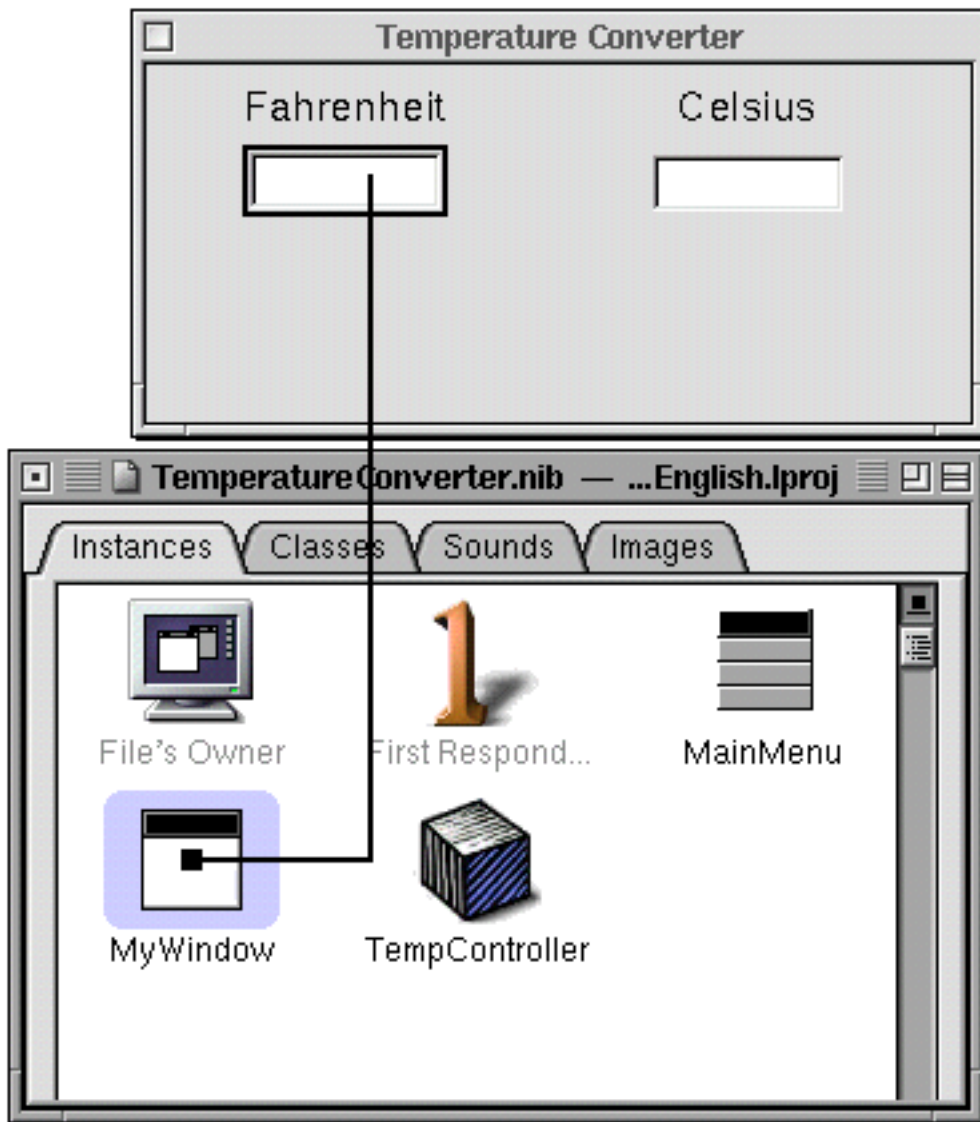 Temperature Converter
Fahrenheit Celsius
TemperatureConverter.nib — ...English.lproj
Instances Classes Sounds Images
File's Owner First Respond... MainMenu
MyWindow TempController